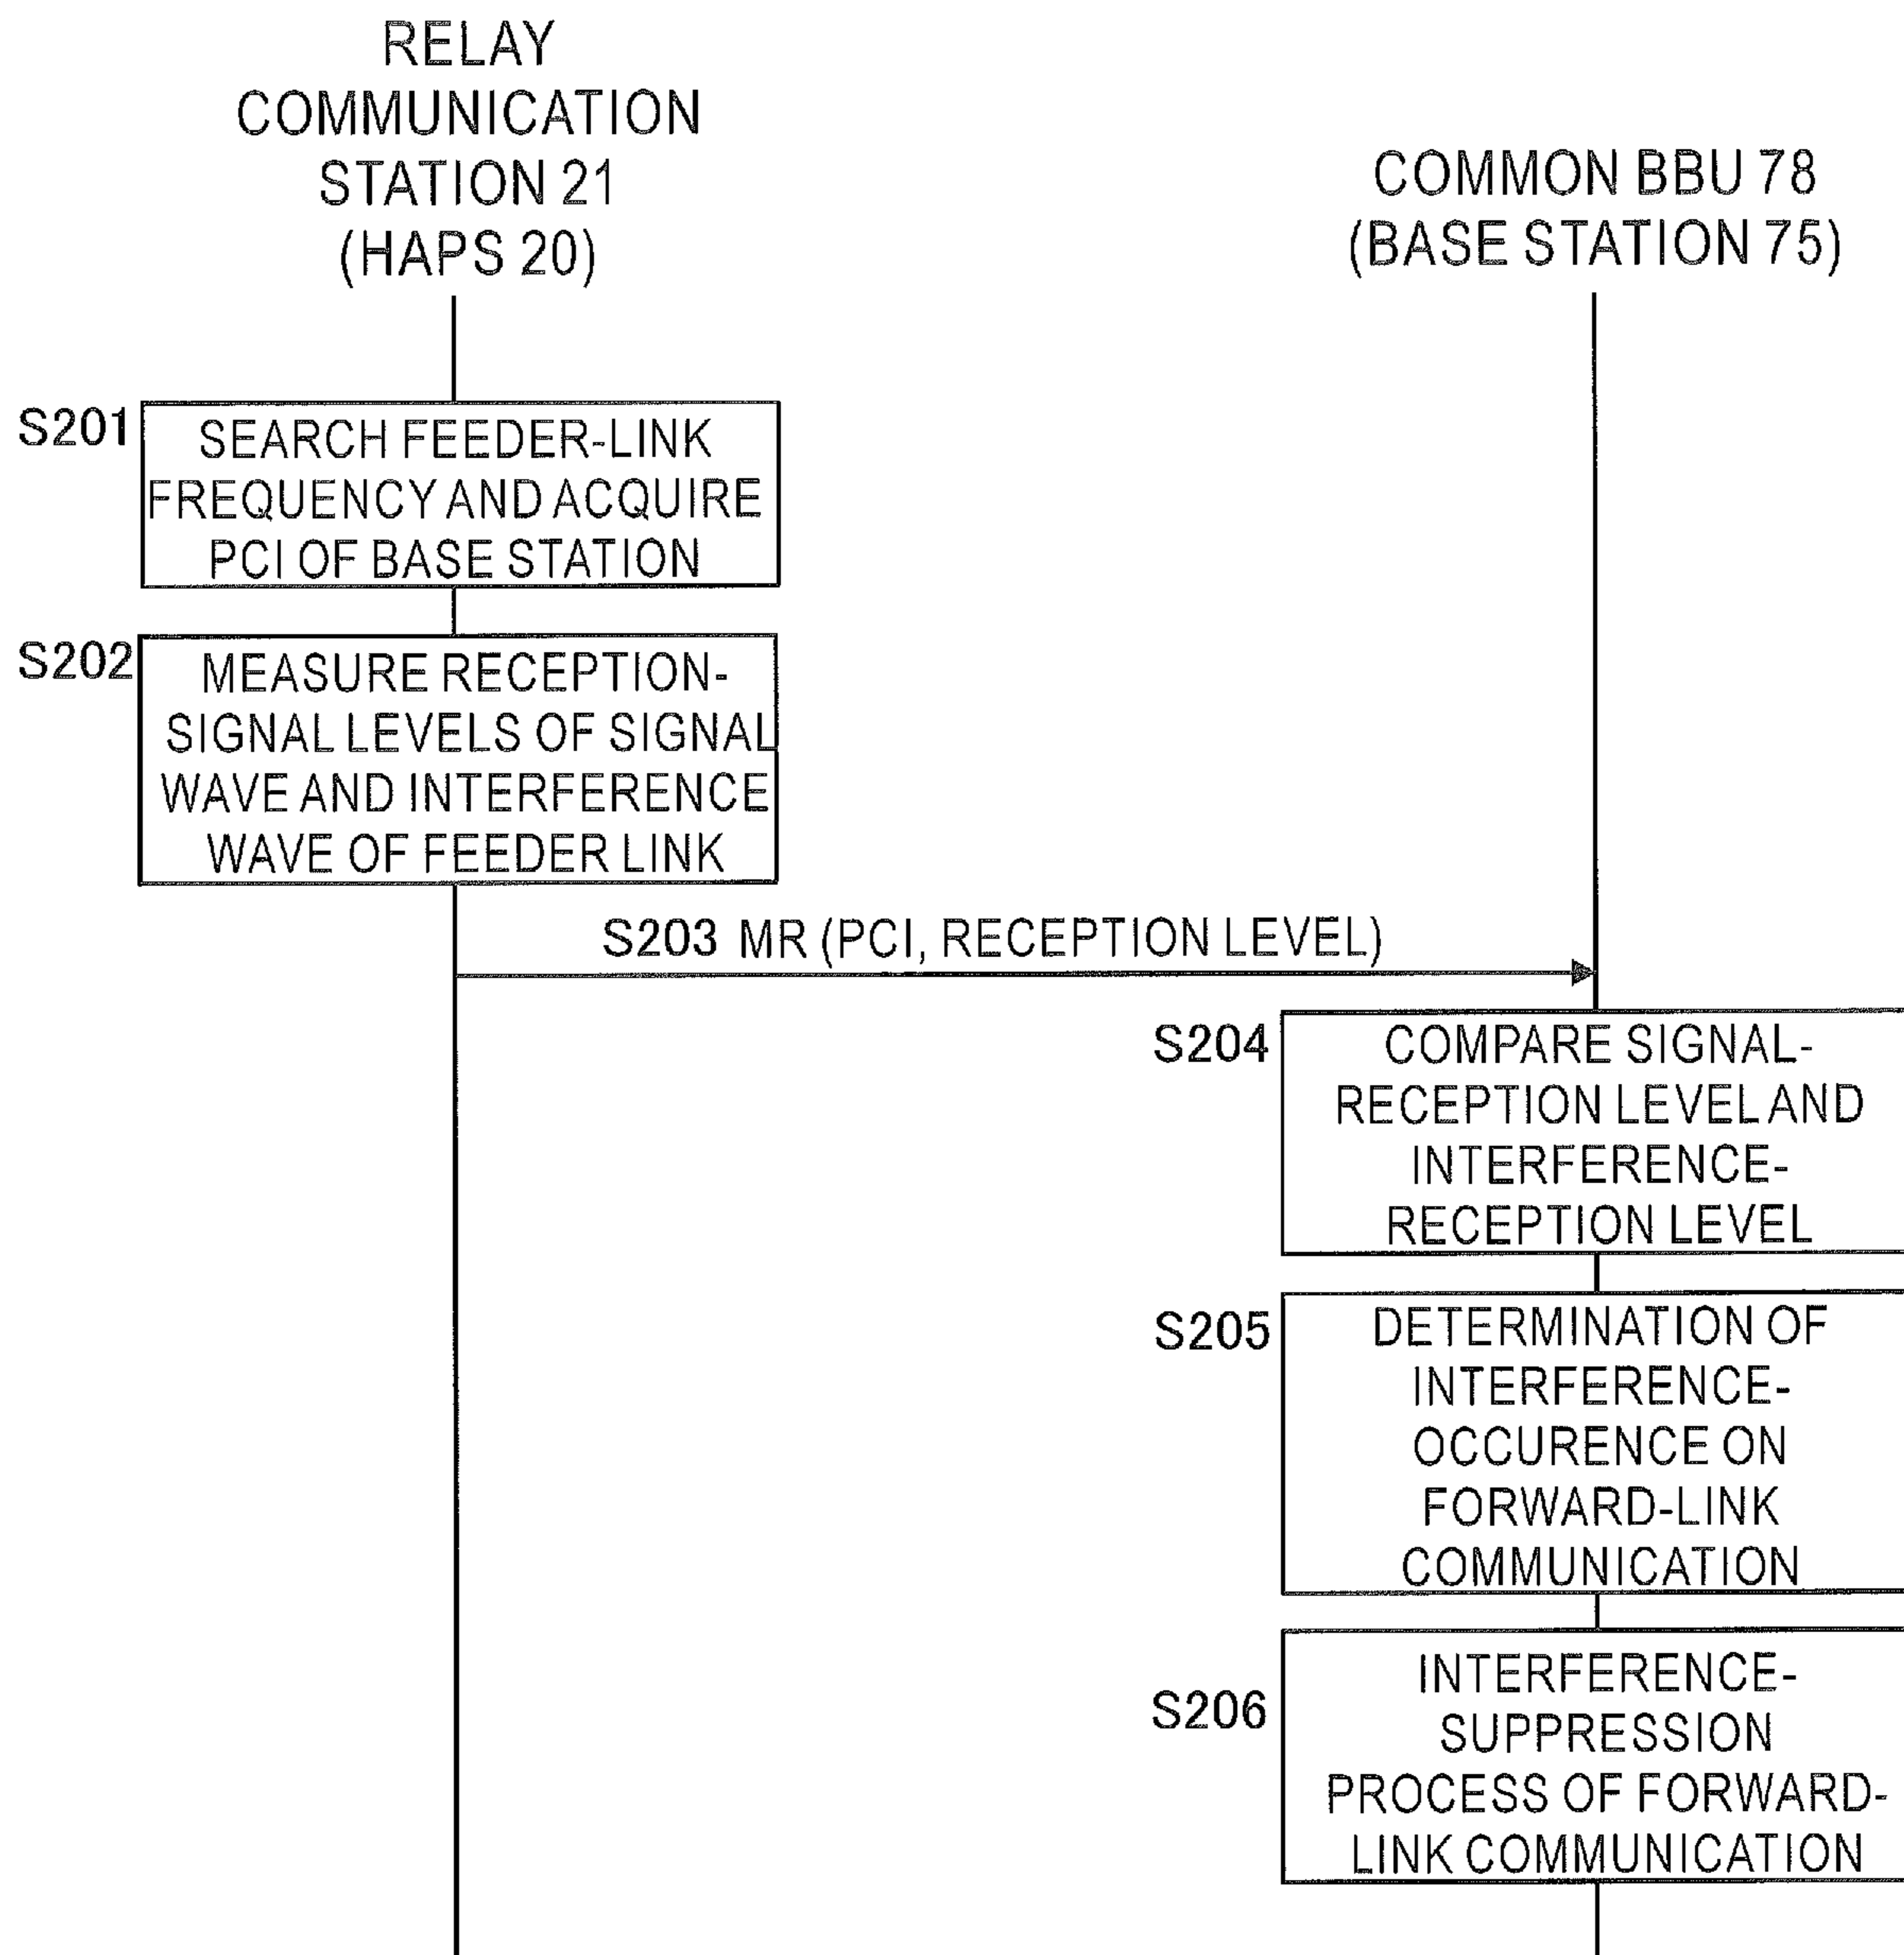 RELAY
COMMUNICATION
STATION 21
(HAPS 20)
COMMON BBU 78
(BASE STATION 75)
S201
SEARCH FEEDER-LINK
FREQUENCY AND ACQUIRE
PCI OF BASE STATION
S202
MEASURE RECEPTION-
SIGNAL LEVELS OF SIGNAL
WAVE AND INTERFERENCE
WAVE OF FEEDER LINK
S203 MR (PCI, RECEPTION LEVEL)
S204
COMPARE SIGNAL-
RECEPTION LEVEL AND
INTERFERENCE-
RECEPTION LEVEL
S205
DETERMINATION OF
INTERFERENCE-
OCCURENCE ON
FORWARD-LINK
COMMUNICATION
S206
INTERFERENCE-
SUPPRESSION
PROCESS OF FORWARD-
LINK COMMUNICATION